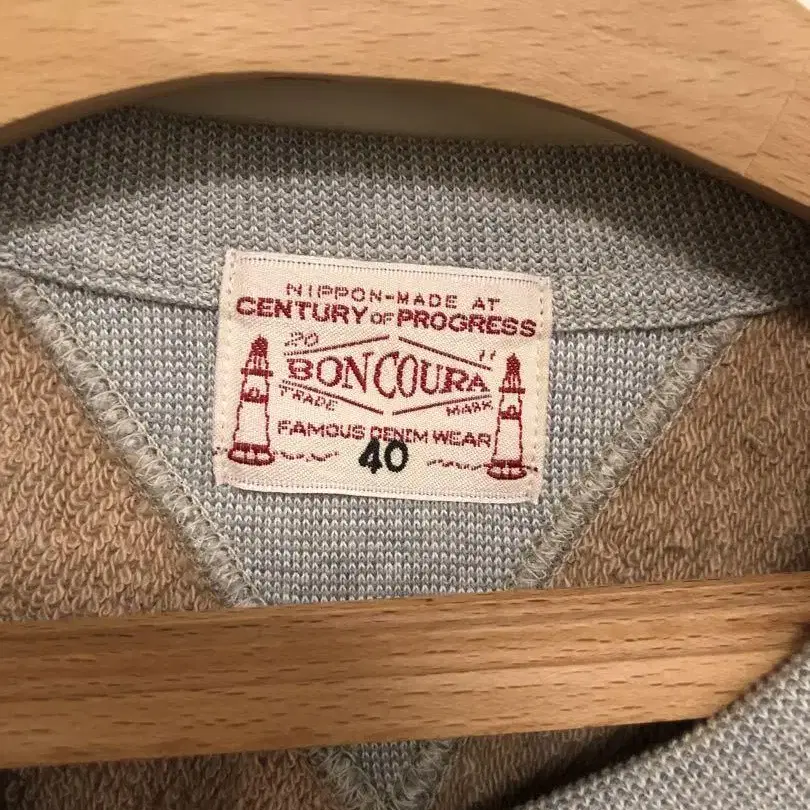 NIPPON-MADE AT
CENTURY OF PROGRESS
20 11
BONCOURA
TRADE MARK
FAMOUS DENIM WEAR
40